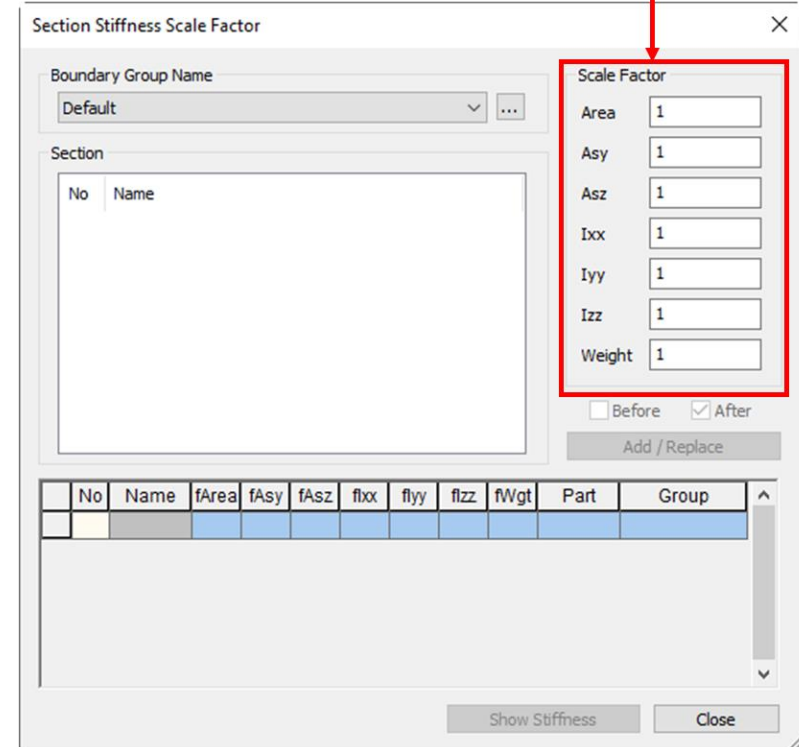 Section Stiffness Scale Factor
Boundary Group Name
Default
...
Section
No Name
Scale Factor
Area 1
Asy 1
Asz 1
Ixx 1
Iyy 1
Izz 1
Weight 1
Before After
Add / Replace
No Name fArea fAsy fAsz fIxx fIyy fIzz fWgt Part Group
Show Stiffness Close